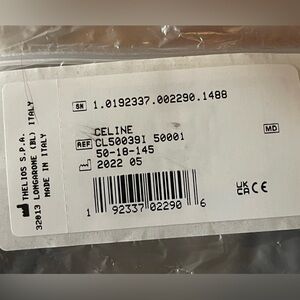 SN 1.0192337.002290.1488
CELINE
REF CL50039I 50001
50-18-145
2022 05
MD
THELIOS S.P.A.
32013 LONGARONE (BL) ITALY
MADE IN ITALY
1 92337 02290 6
UK CA CE